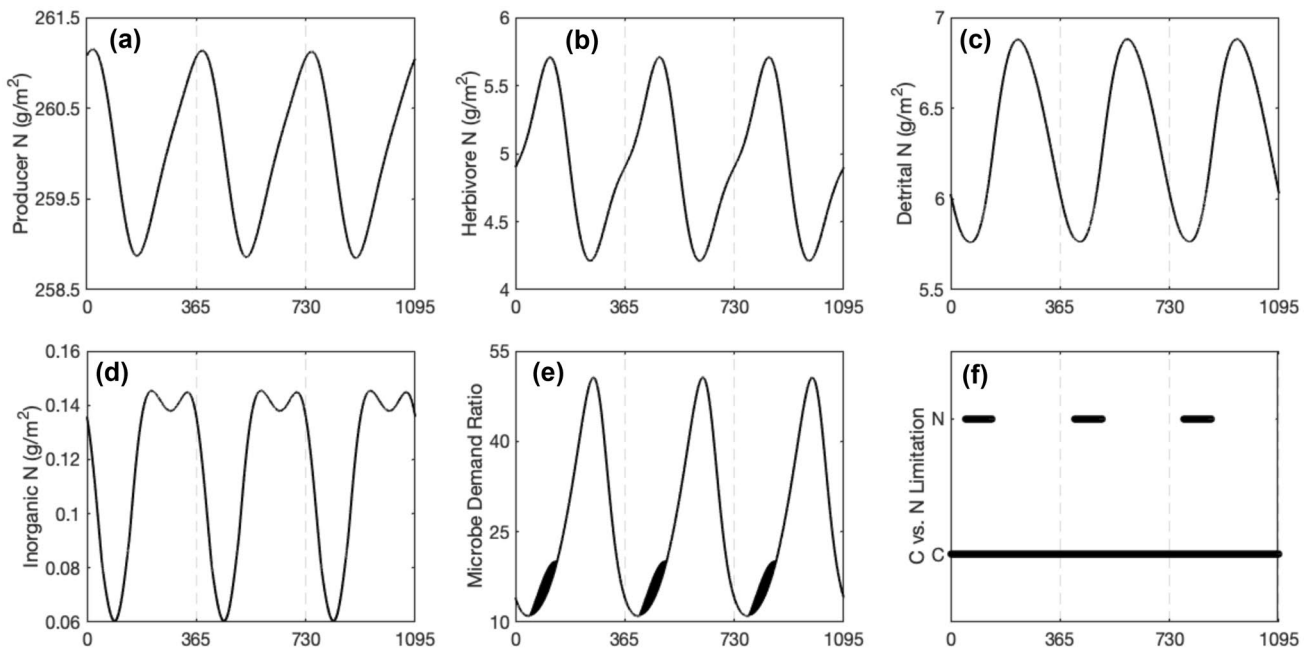 (a)
Producer N (g/m²)
261.5
260.5
259.5
258.5
0 365 730 1095
(b)
Herbivore N (g/m²)
6
5.5
5
4.5
4
0 365 730 1095
(c)
Detrital N (g/m²)
7
6.5
6
5.5
0 365 730 1095
(d)
Inorganic N (g/m²)
0.16
0.14
0.12
0.1
0.08
0.06
0 365 730 1095
(e)
Microbe Demand Ratio
55
40
25
10
0 365 730 1095
(f)
C vs. N Limitation
N
C
0 365 730 1095